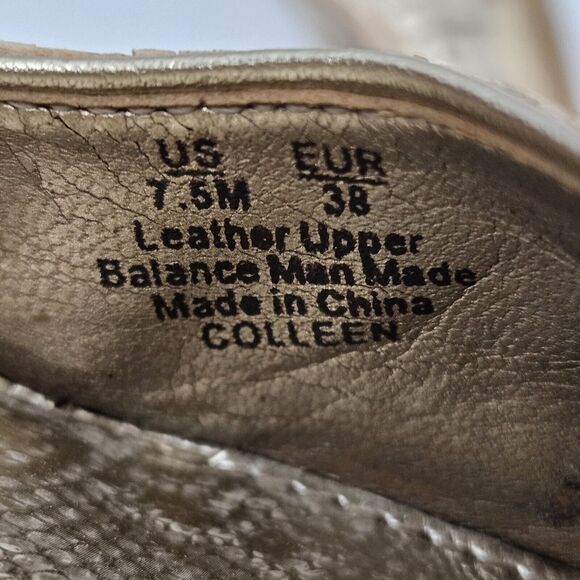 US EUR
7.5M 38
Leather Upper
Balance Man Made
Made in China
COLLEEN